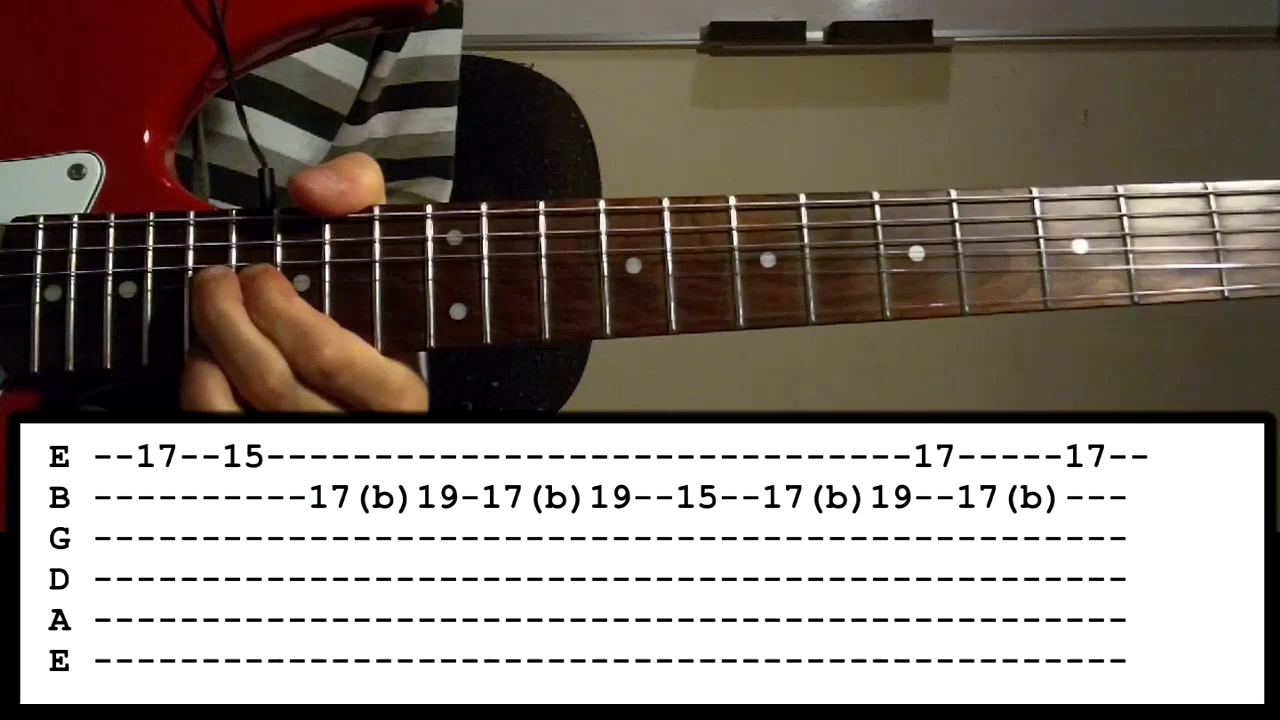 E --17--15------------------------------17-----17--
B ----------17(b)19-17(b)19--15--17(b)19--17(b)---
G ------------------------------------------------
D ------------------------------------------------
A ------------------------------------------------
E ------------------------------------------------